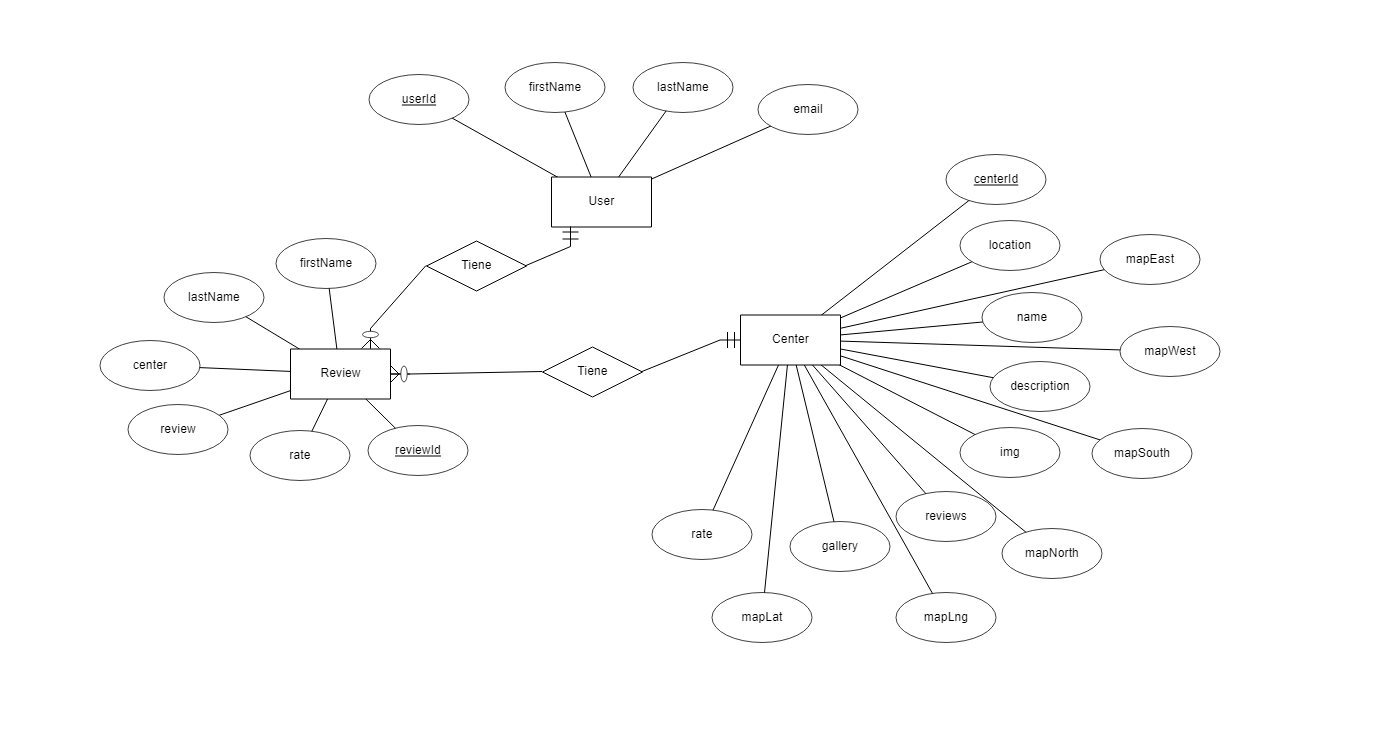 firstName
lastName
userId
email
centerId
User
location
mapEast
firstName
Tiene
lastName
name
Center
mapWest
center
Review
Tiene
description
review
rate
reviewId
img
mapSouth
reviews
rate
gallery
mapNorth
mapLat
mapLng